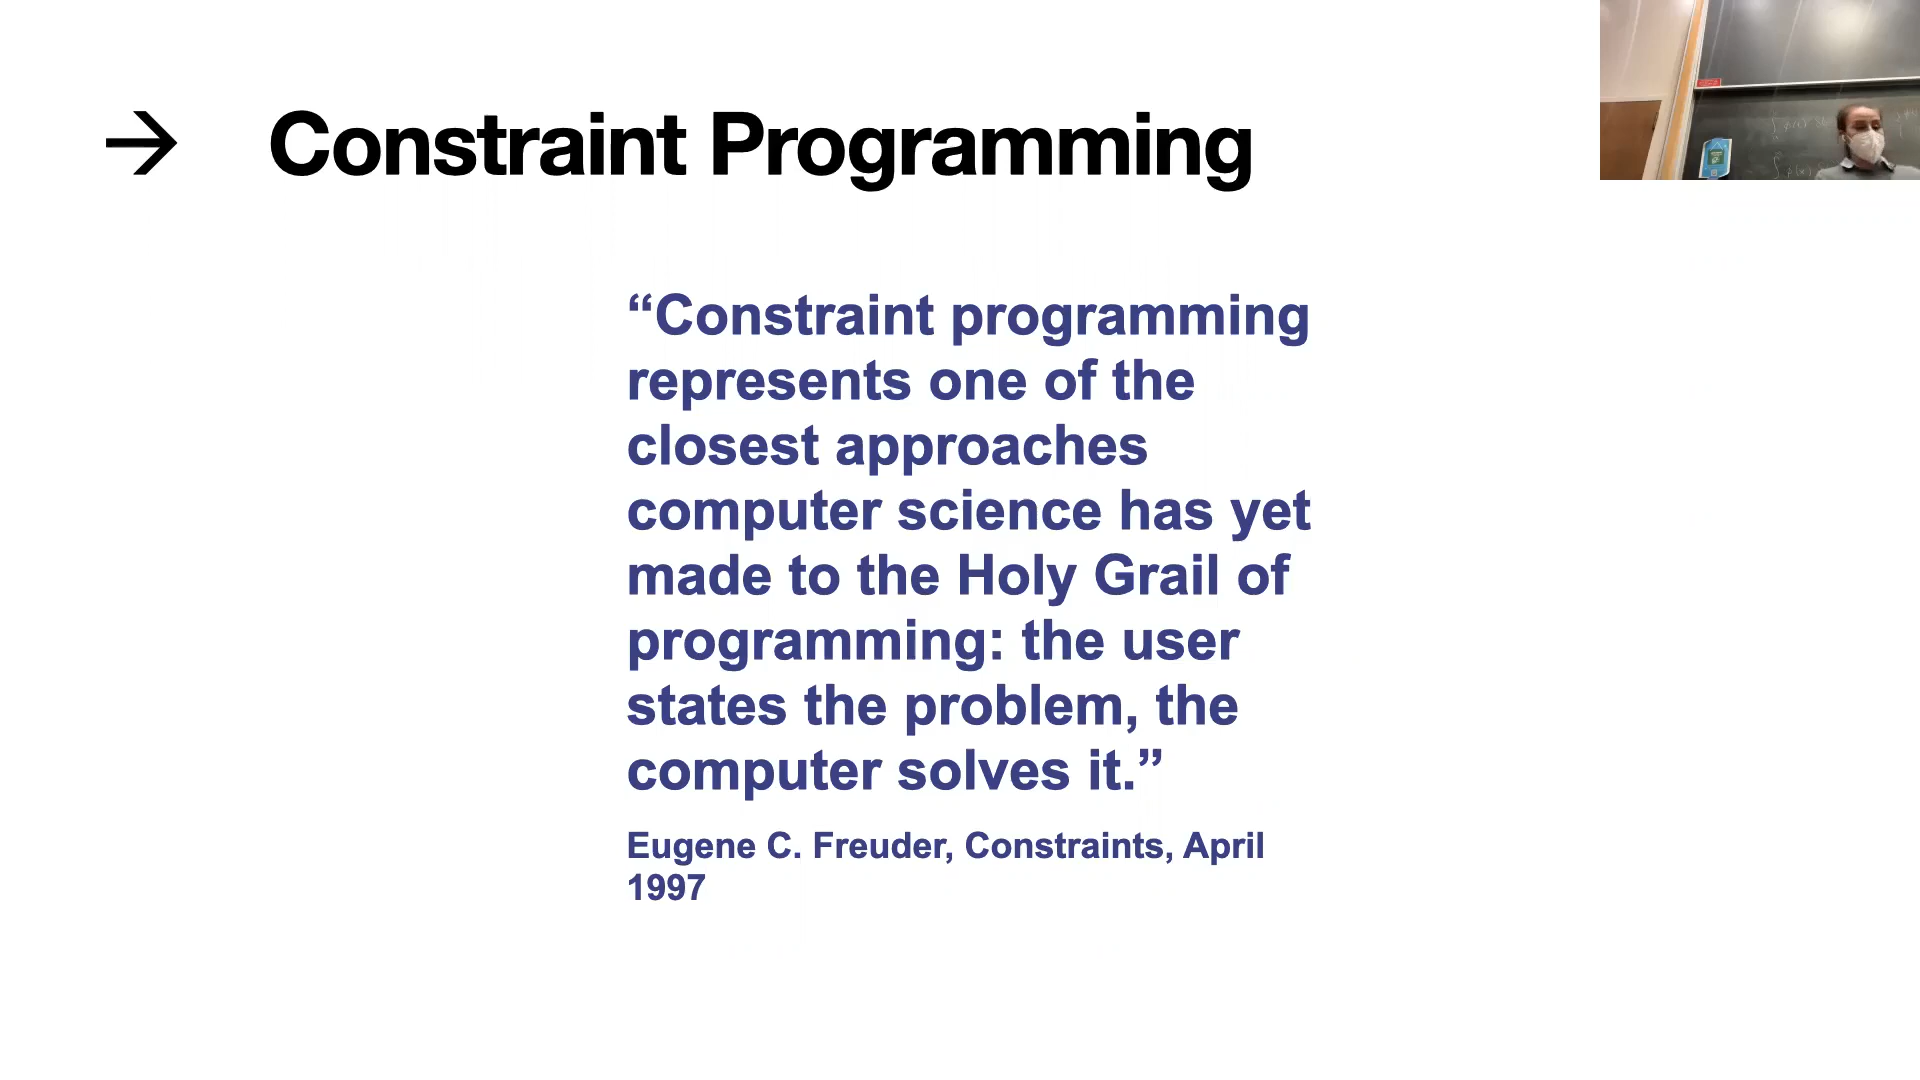 → Constraint Programming
“Constraint programming
represents one of the
closest approaches
computer science has yet
made to the Holy Grail of
programming: the user
states the problem, the
computer solves it.”
Eugene C. Freuder, Constraints, April
1997